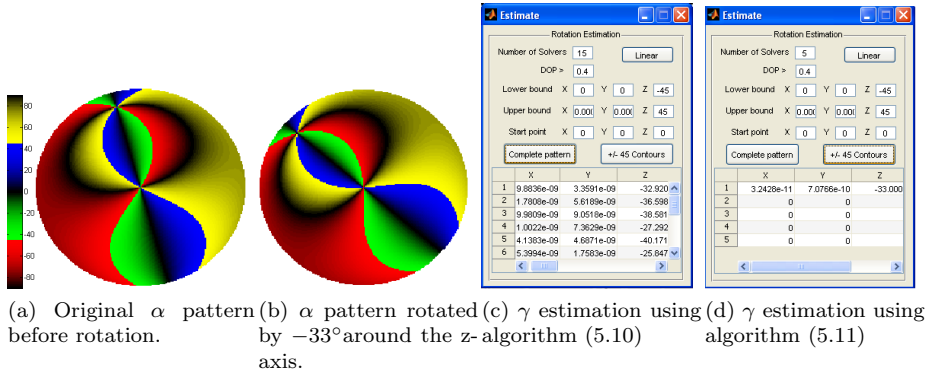 80
60
40
20
0
-20
-40
-60
-80
Estimate
Rotation Estimation
Number of Solvers 15 Linear
DOP > 0.4
Lower bound X 0 Y 0 Z -45
Upper bound X 0.000 Y 0.000 Z 45
Start point X 0 Y 0 Z 0
Complete pattern +/- 45 Contours
X Y Z
1 9.8836e-09 3.3591e-09 -32.920
2 1.7808e-09 5.6189e-09 -36.598
3 9.9809e-09 9.0518e-09 -38.581
4 1.0022e-09 7.3629e-09 -27.292
5 4.1383e-09 4.6871e-09 -40.171
6 5.3994e-09 1.7583e-09 -25.847
Estimate
Rotation Estimation
Number of Solvers 5 Linear
DOP > 0.4
Lower bound X 0 Y 0 Z -45
Upper bound X 0.000 Y 0.000 Z 45
Start point X 0 Y 0 Z 0
Complete pattern +/- 45 Contours
X Y Z
1 3.2428e-11 7.0766e-10 -33.000
2 0 0
3 0 0
4 0 0
5 0 0
(a) Original α pattern
before rotation.
(b) α pattern rotated
by −33° around the z-
axis.
(c) γ estimation using
algorithm (5.10)
(d) γ estimation using
algorithm (5.11)